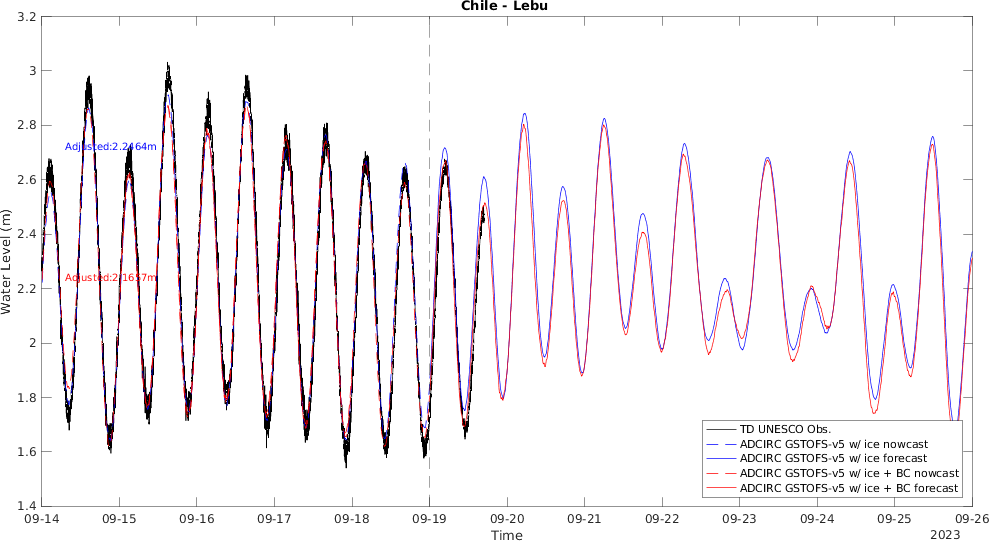 Chile - Lebu
3.2
3
2.8
2.6
2.4
2.2
2
1.8
1.6
1.4
Water Level (m)
Adjusted:2.2464m
Adjusted:2.1657m
TD UNESCO Obs.
ADCIRC GSTOFS-v5 w/ ice nowcast
ADCIRC GSTOFS-v5 w/ ice forecast
ADCIRC GSTOFS-v5 w/ ice + BC nowcast
ADCIRC GSTOFS-v5 w/ ice + BC forecast
09-14 09-15 09-16 09-17 09-18 09-19 09-20 09-21 09-22 09-23 09-24 09-25 09-26
Time
2023